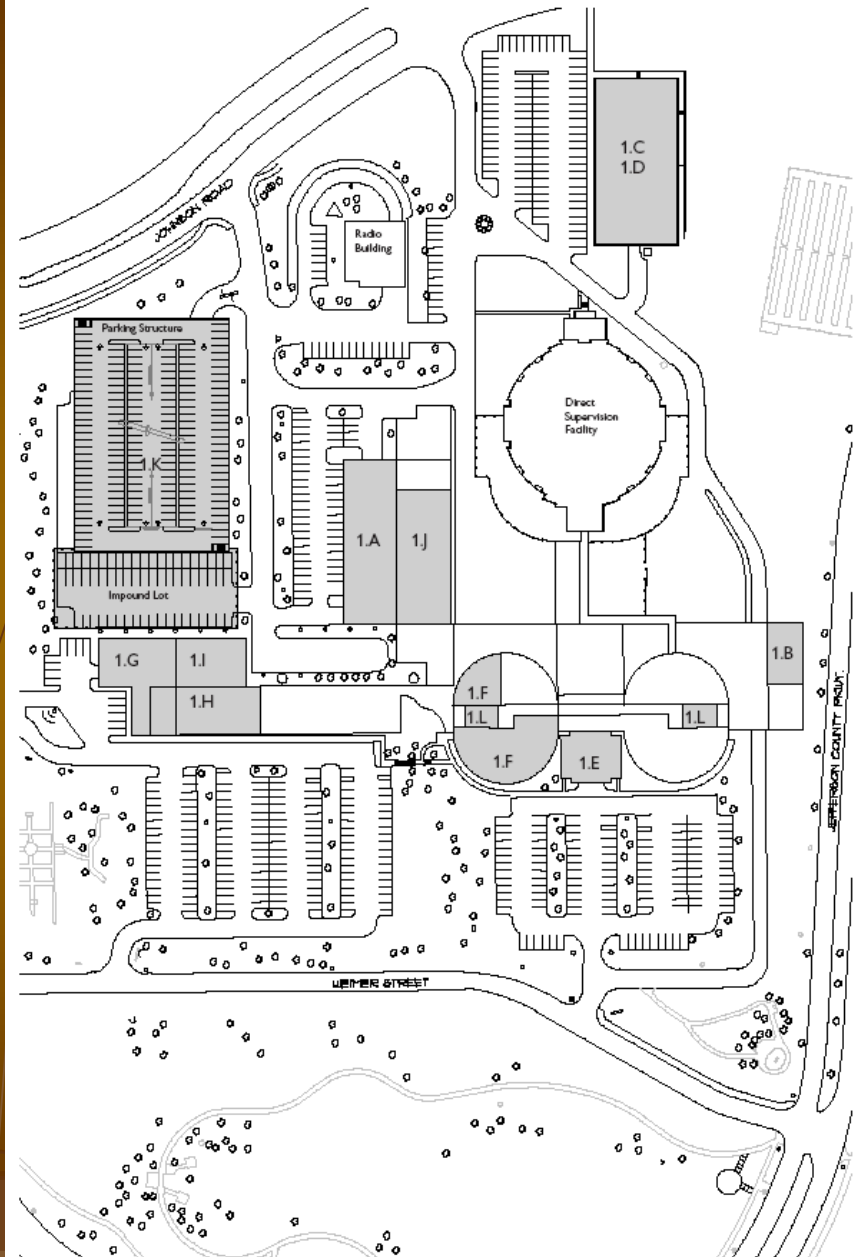 1.C
1.D
JOHNSON ROAD
Radio
Building
Parking Structure
Direct
Supervision
Facility
1.K
1.A
1.J
Impound Lot
1.G
1.I
1.B
1.F
1.H
1.L
1.L
1.F
1.E
JEFFERSON COUNTY PKWY.
WEIMER STREET